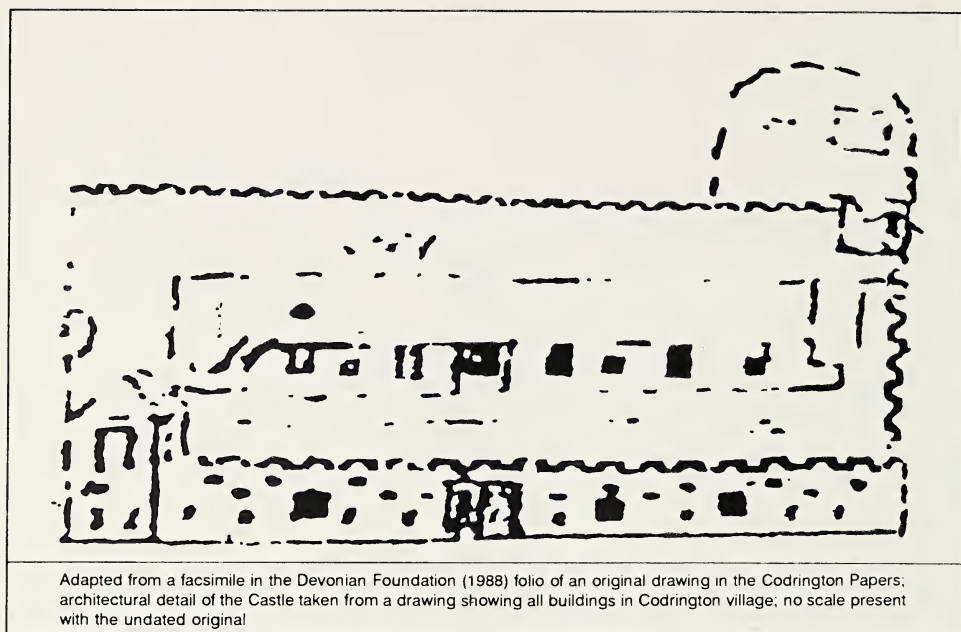 Adapted from a facsimile in the Devonian Foundation (1988) folio of an original drawing in the Codrington Papers;
architectural detail of the Castle taken from a drawing showing all buildings in Codrington village; no scale present
with the undated original